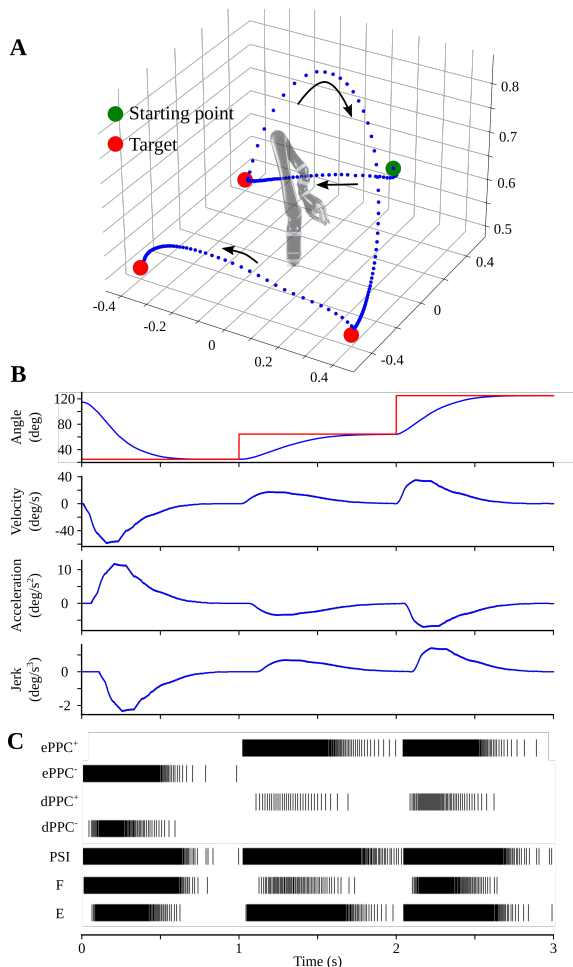 A
Starting point
Target
0.8
0.7
0.6
0.5
0.4
0
-0.4
-0.4
-0.2
0
0.2
0.4
B
Angle
(deg)
120
80
40
Velocity
(deg/s)
40
0
-40
Acceleration
(deg/s²)
10
0
Jerk
(deg/s³)
0
-2
C
ePPC⁺
ePPC⁻
dPPC⁺
dPPC⁻
PSI
F
E
0 1 2 3
Time (s)